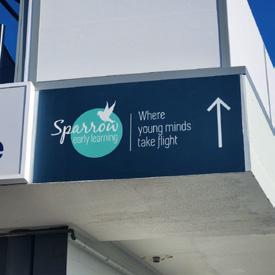 Sparrow
early learning
Where
young minds
take flight